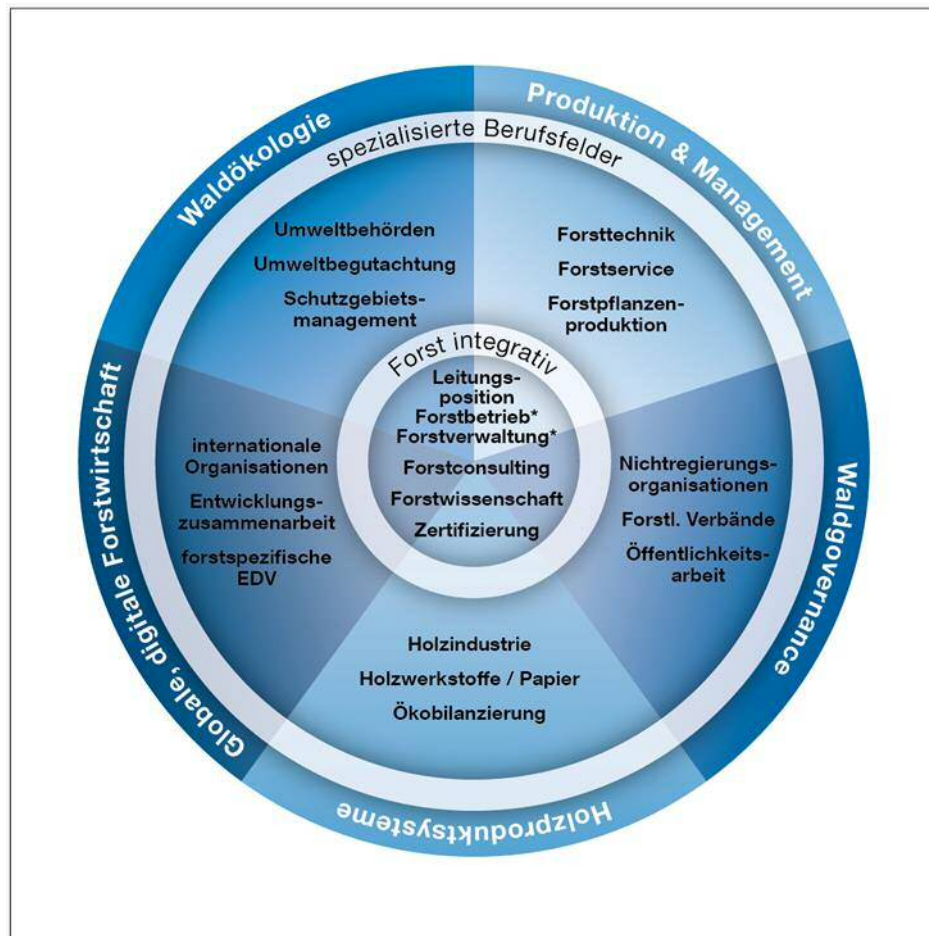 Waldökologie
Produktion & Management
spezialisierte Berufsfelder
Umweltbehörden
Umweltbegutachtung
Schutzgebiets-
management
Forsttechnik
Forstservice
Forstpflanzen-
produktion
Forst integrativ
Leitungs-
position
Forstbetrieb*
Forstverwaltung*
Forstconsulting
Forstwissenschaft
Zertifizierung
Globale, digitale Forstwirtschaft
internationale
Organisationen
Entwicklungs-
zusammenarbeit
forstspezifische
EDV
Nichtregierungs-
organisationen
Forstl. Verbände
Öffentlichkeits-
arbeit
Waldgovernance
Holzindustrie
Holzwerkstoffe / Papier
Ökobilanzierung
Holzproduktsysteme